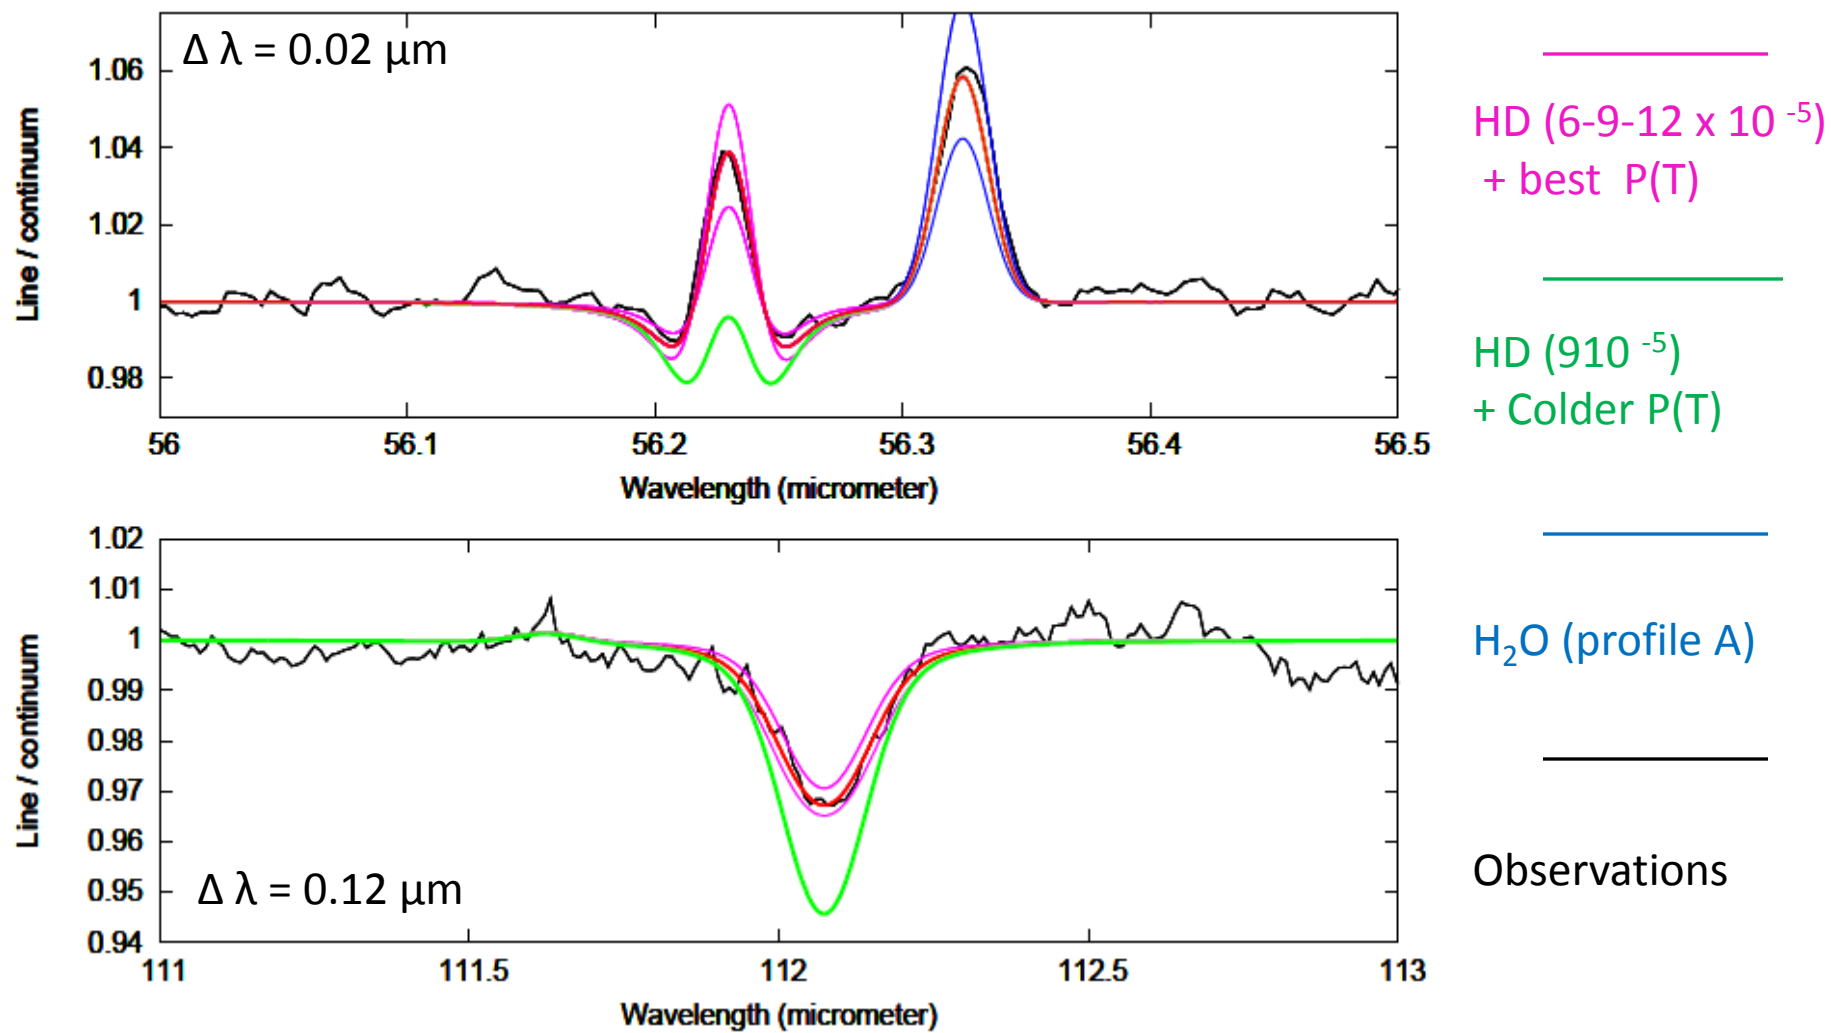 Δ λ = 0.02 μm
1.06
1.04
1.02
1
0.98
Line / continuum
56 56.1 56.2 56.3 56.4 56.5
Wavelength (micrometer)
1.02
1.01
1
0.99
0.98
0.97
0.96
0.95
0.94
Line / continuum
Δ λ = 0.12 μm
111 111.5 112 112.5 113
Wavelength (micrometer)
HD (6-9-12 x 10 -5)
+ best P(T)
HD (910 -5)
+ Colder P(T)
H2O (profile A)
Observations